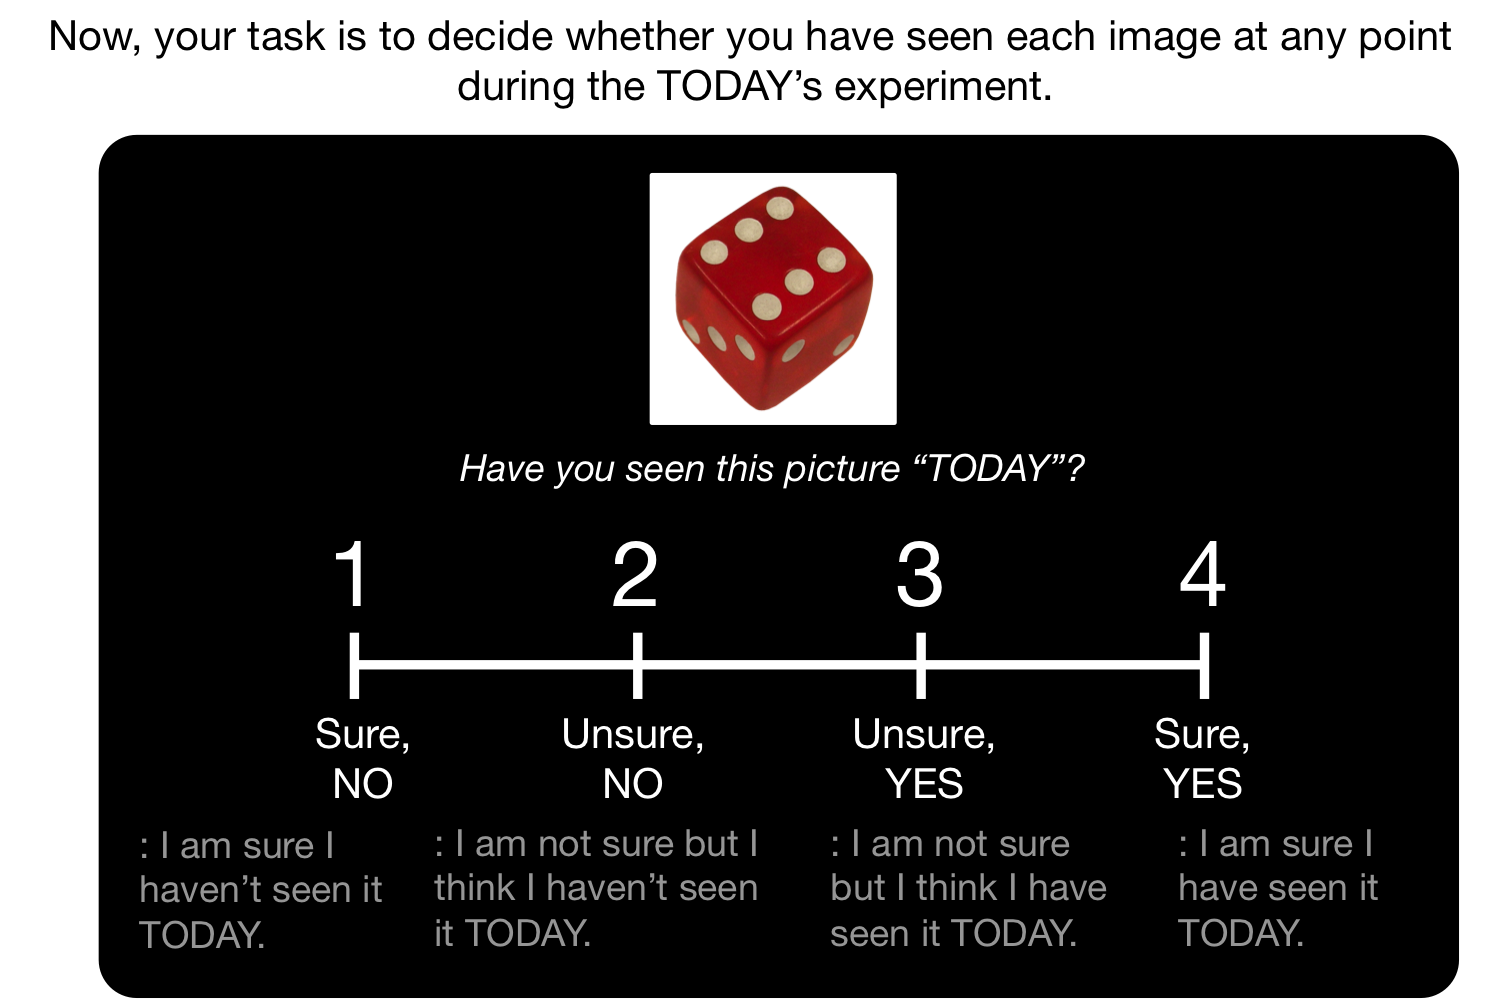 Now, your task is to decide whether you have seen each image at any point
during the TODAY’s experiment.
Have you seen this picture “TODAY”?
1 2 3 4
Sure, Unsure, Unsure, Sure,
NO NO YES YES
: I am sure I : I am not sure but I : I am not sure : I am sure I
haven’t seen it think I haven’t seen but I think I have have seen it
TODAY. it TODAY. seen it TODAY. TODAY.